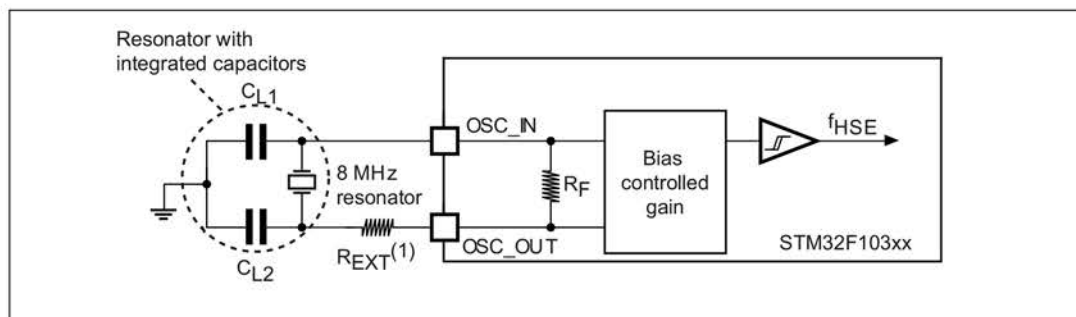 Resonator with
integrated capacitors
CL1
OSC_IN
fHSE
8 MHz
resonator
RF
Bias
controlled
gain
REXT(1)
OSC_OUT
STM32F103xx
CL2